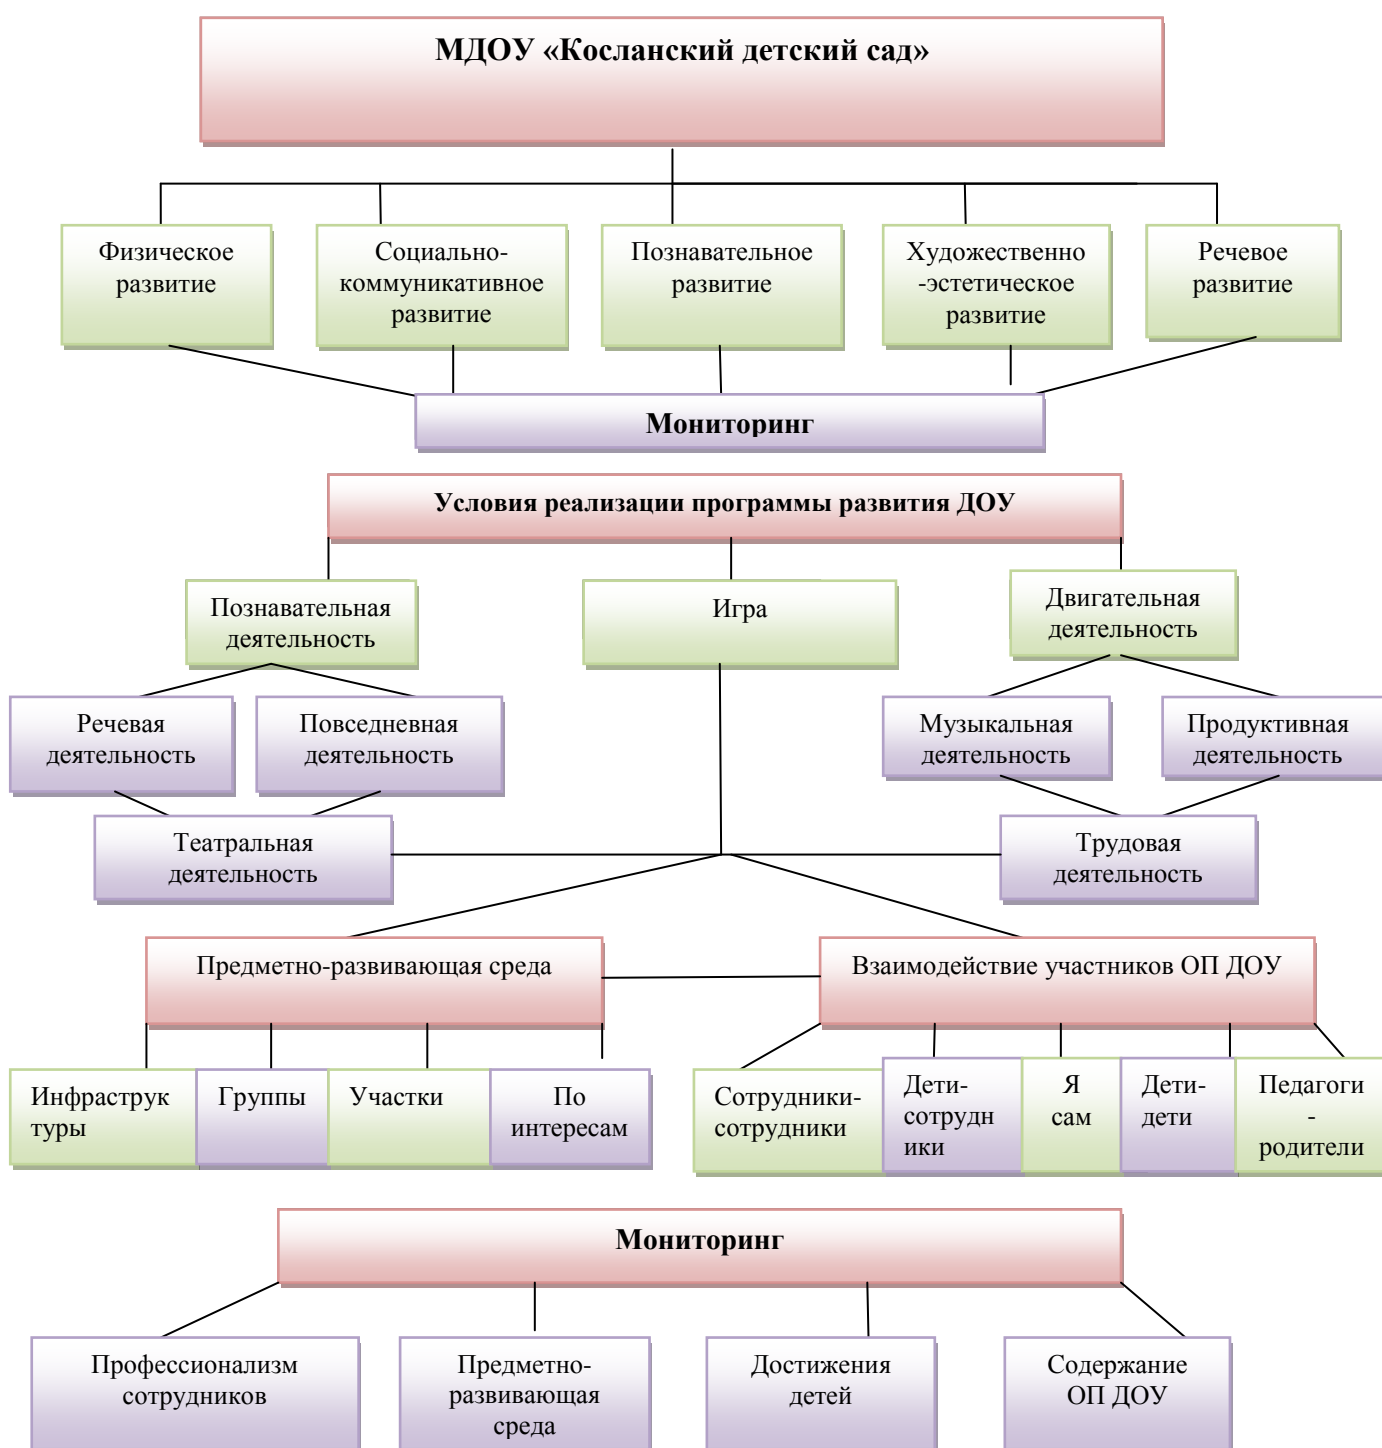 МДОУ «Косланский детский сад»
Физическое
развитие
Социально-
коммуникативное
развитие
Познавательное
развитие
Художественно
-эстетическое
развитие
Речевое
развитие
Мониторинг
Условия реализации программы развития ДОУ
Познавательная
деятельность
Игра
Двигательная
деятельность
Речевая
деятельность
Повседневная
деятельность
Музыкальная
деятельность
Продуктивная
деятельность
Театральная
деятельность
Трудовая
деятельность
Предметно-развивающая среда
Взаимодействие участников ОП ДОУ
Инфраструк
туры
Группы
Участки
По
интересам
Сотрудники-
сотрудники
Дети-
сотрудн
ики
Я
сам
Дети-
дети
Педагоги
-
родители
Мониторинг
Профессионализм
сотрудников
Предметно-
развивающая
среда
Достижения
детей
Содержание
ОП ДОУ